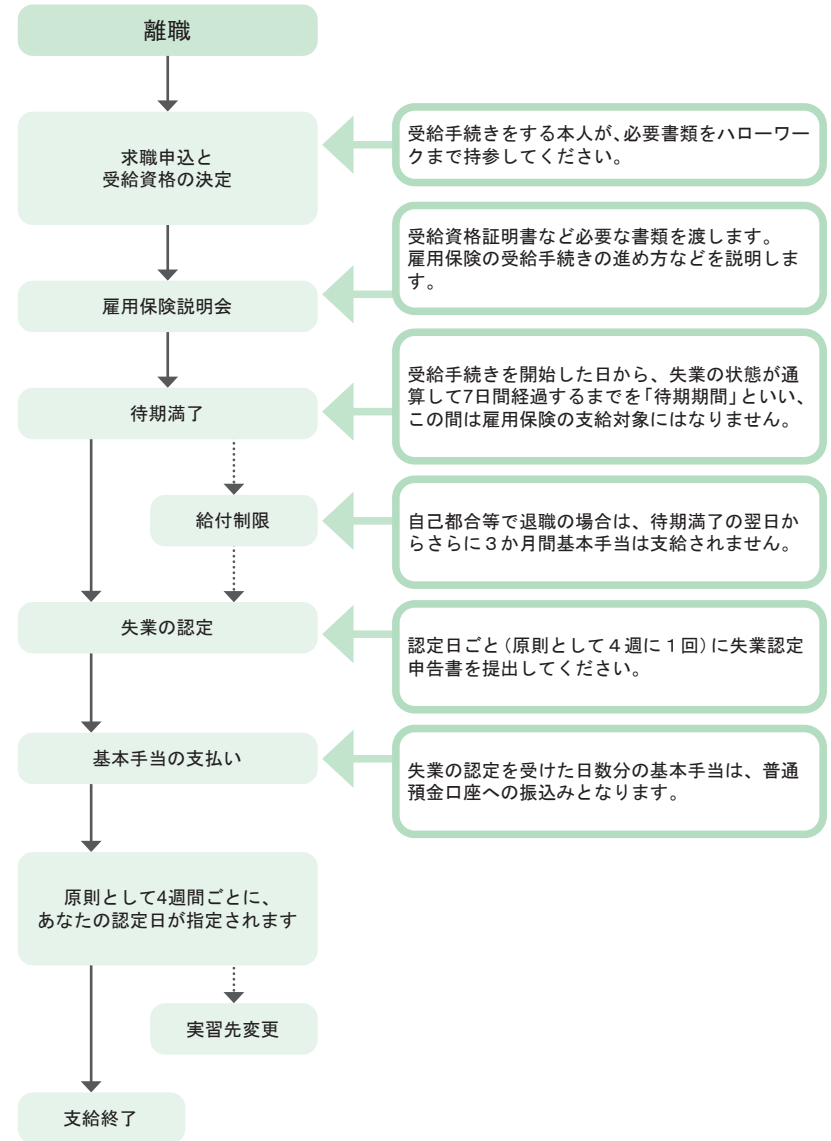 離職
求職申込と
受給資格の決定
受給手続きをする本人が、必要書類をハローワー
クまで持参してください。
雇用保険説明会
受給資格証明書など必要な書類を渡します。
雇用保険の受給手続きの進め方などを説明しま
す。
待期満了
受給手続きを開始した日から、失業の状態が通
算して7日間経過するまでを「待期期間」といい、
この間は雇用保険の支給対象にはなりません。
給付制限
自己都合等で退職の場合は、待期満了の翌日か
らさらに３か月間基本手当は支給されません。
失業の認定
認定日ごと（原則として４週に１回）に失業認定
申告書を提出してください。
基本手当の支払い
失業の認定を受けた日数分の基本手当は、普通
預金口座への振込みとなります。
原則として4週間ごとに、
あなたの認定日が指定されます
実習先変更
支給終了